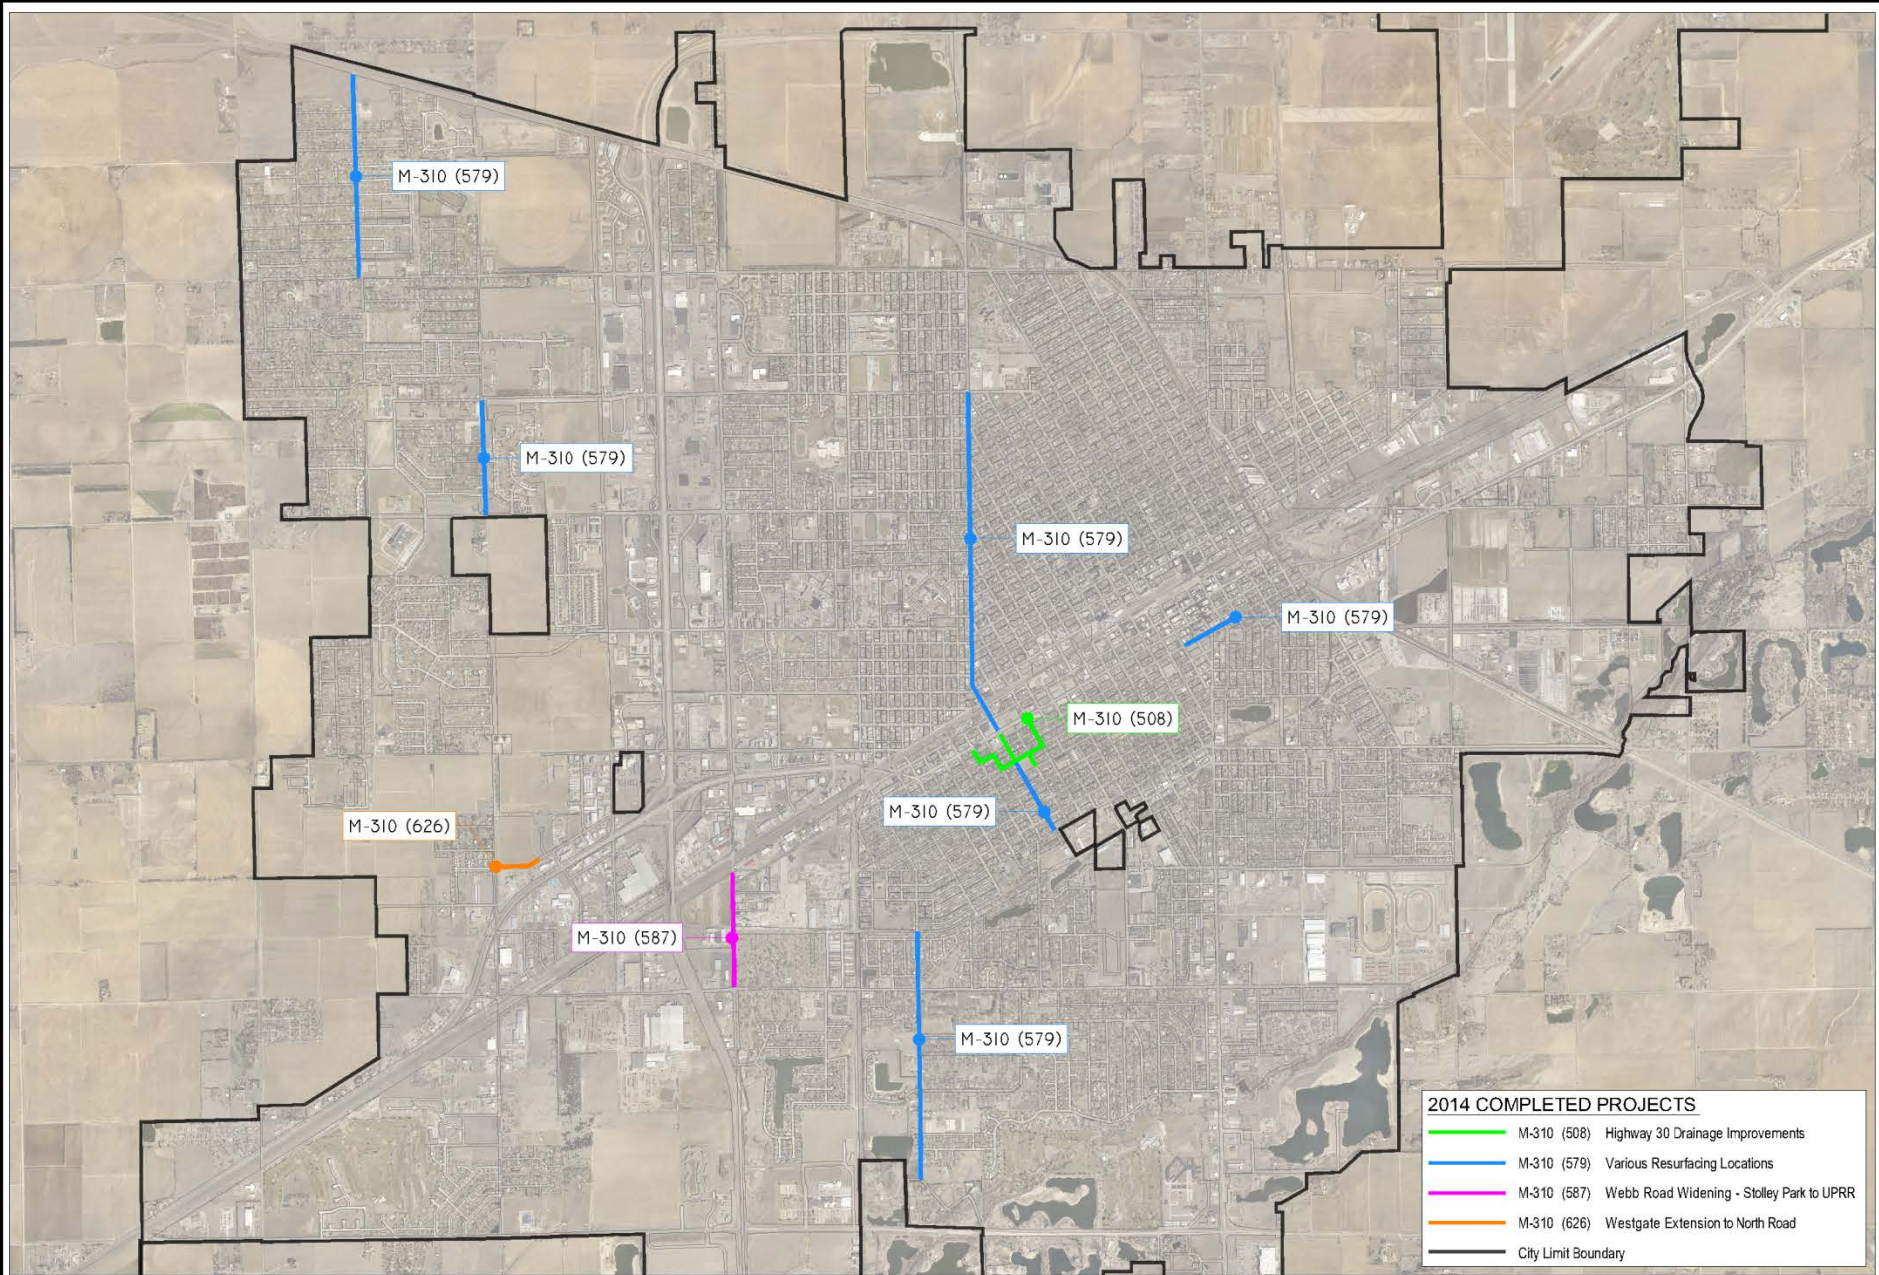 M-310 (579)
M-310 (579)
M-310 (579)
M-310 (579)
M-310 (508)
M-310 (579)
M-310 (626)
M-310 (587)
M-310 (579)
2014 COMPLETED PROJECTS
M-310 (508) Highway 30 Drainage Improvements
M-310 (579) Various Resurfacing Locations
M-310 (587) Webb Road Widening - Stolley Park to UPRR
M-310 (626) Westgate Extension to North Road
City Limit Boundary